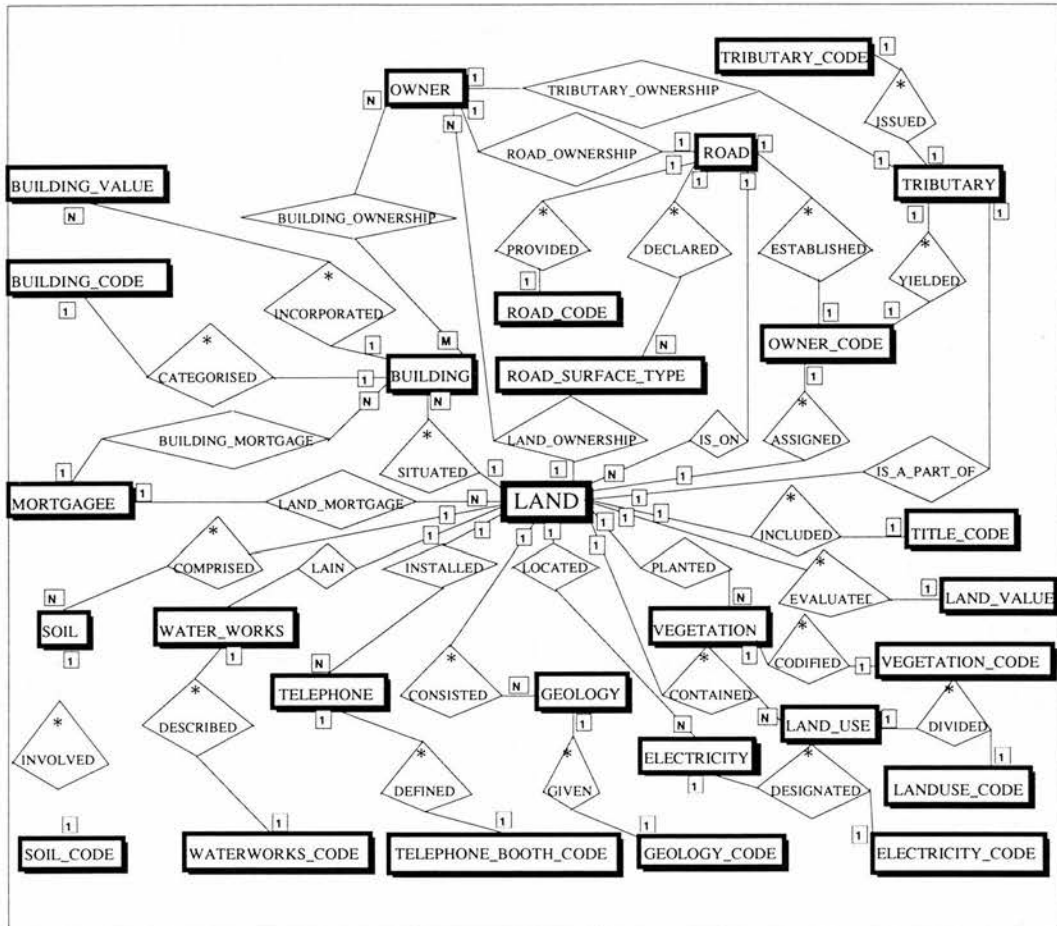 TRIBUTARY_CODE 1
OWNER 1 TRIBUTARY_OWNERSHIP *
N 1 ISSUED
N 1 ROAD 1 1
ROAD_OWNERSHIP 1 1 TRIBUTARY
BUILDING_VALUE 1 1 1 1 1
N BUILDING_OWNERSHIP * * * *
PROVIDED DECLARED ESTABLISHED YIELDED
BUILDING_CODE * 1
1 INCORPORATED ROAD_CODE 1 1
M N OWNER_CODE
* 1 1
CATEGORISED 1 BUILDING ROAD_SURFACE_TYPE
N N *
BUILDING_MORTGAGE * LAND_OWNERSHIP IS_ON ASSIGNED
1 SITUATED 1 1 N 1 IS_A_PART_OF
MORTGAGEE 1 LAND_MORTGAGE N LAND 1
1 1 1 1 1 1 1 1 1 * INCLUDED 1 TITLE_CODE
* COMPRISED LAIN INSTALLED LOCATED PLANTED *
N N EVALUATED 1 LAND_VALUE
SOIL WATER_WORKS VEGETATION *
1 1 N * 1 CODIFIED 1 VEGETATION_CODE
* TELEPHONE CONSISTED N GEOLOGY * CONTAINED *
* DESCRIBED 1 1 N LAND_USE 1 DIVIDED
INVOLVED N ELECTRICITY * 1
* * 1 DESIGNATED LANDUSE_CODE
DEFINED GIVEN
1 1 1 1 1
SOIL_CODE WATERWORKS_CODE TELEPHONE_BOOTH_CODE GEOLOGY_CODE ELECTRICITY_CODE